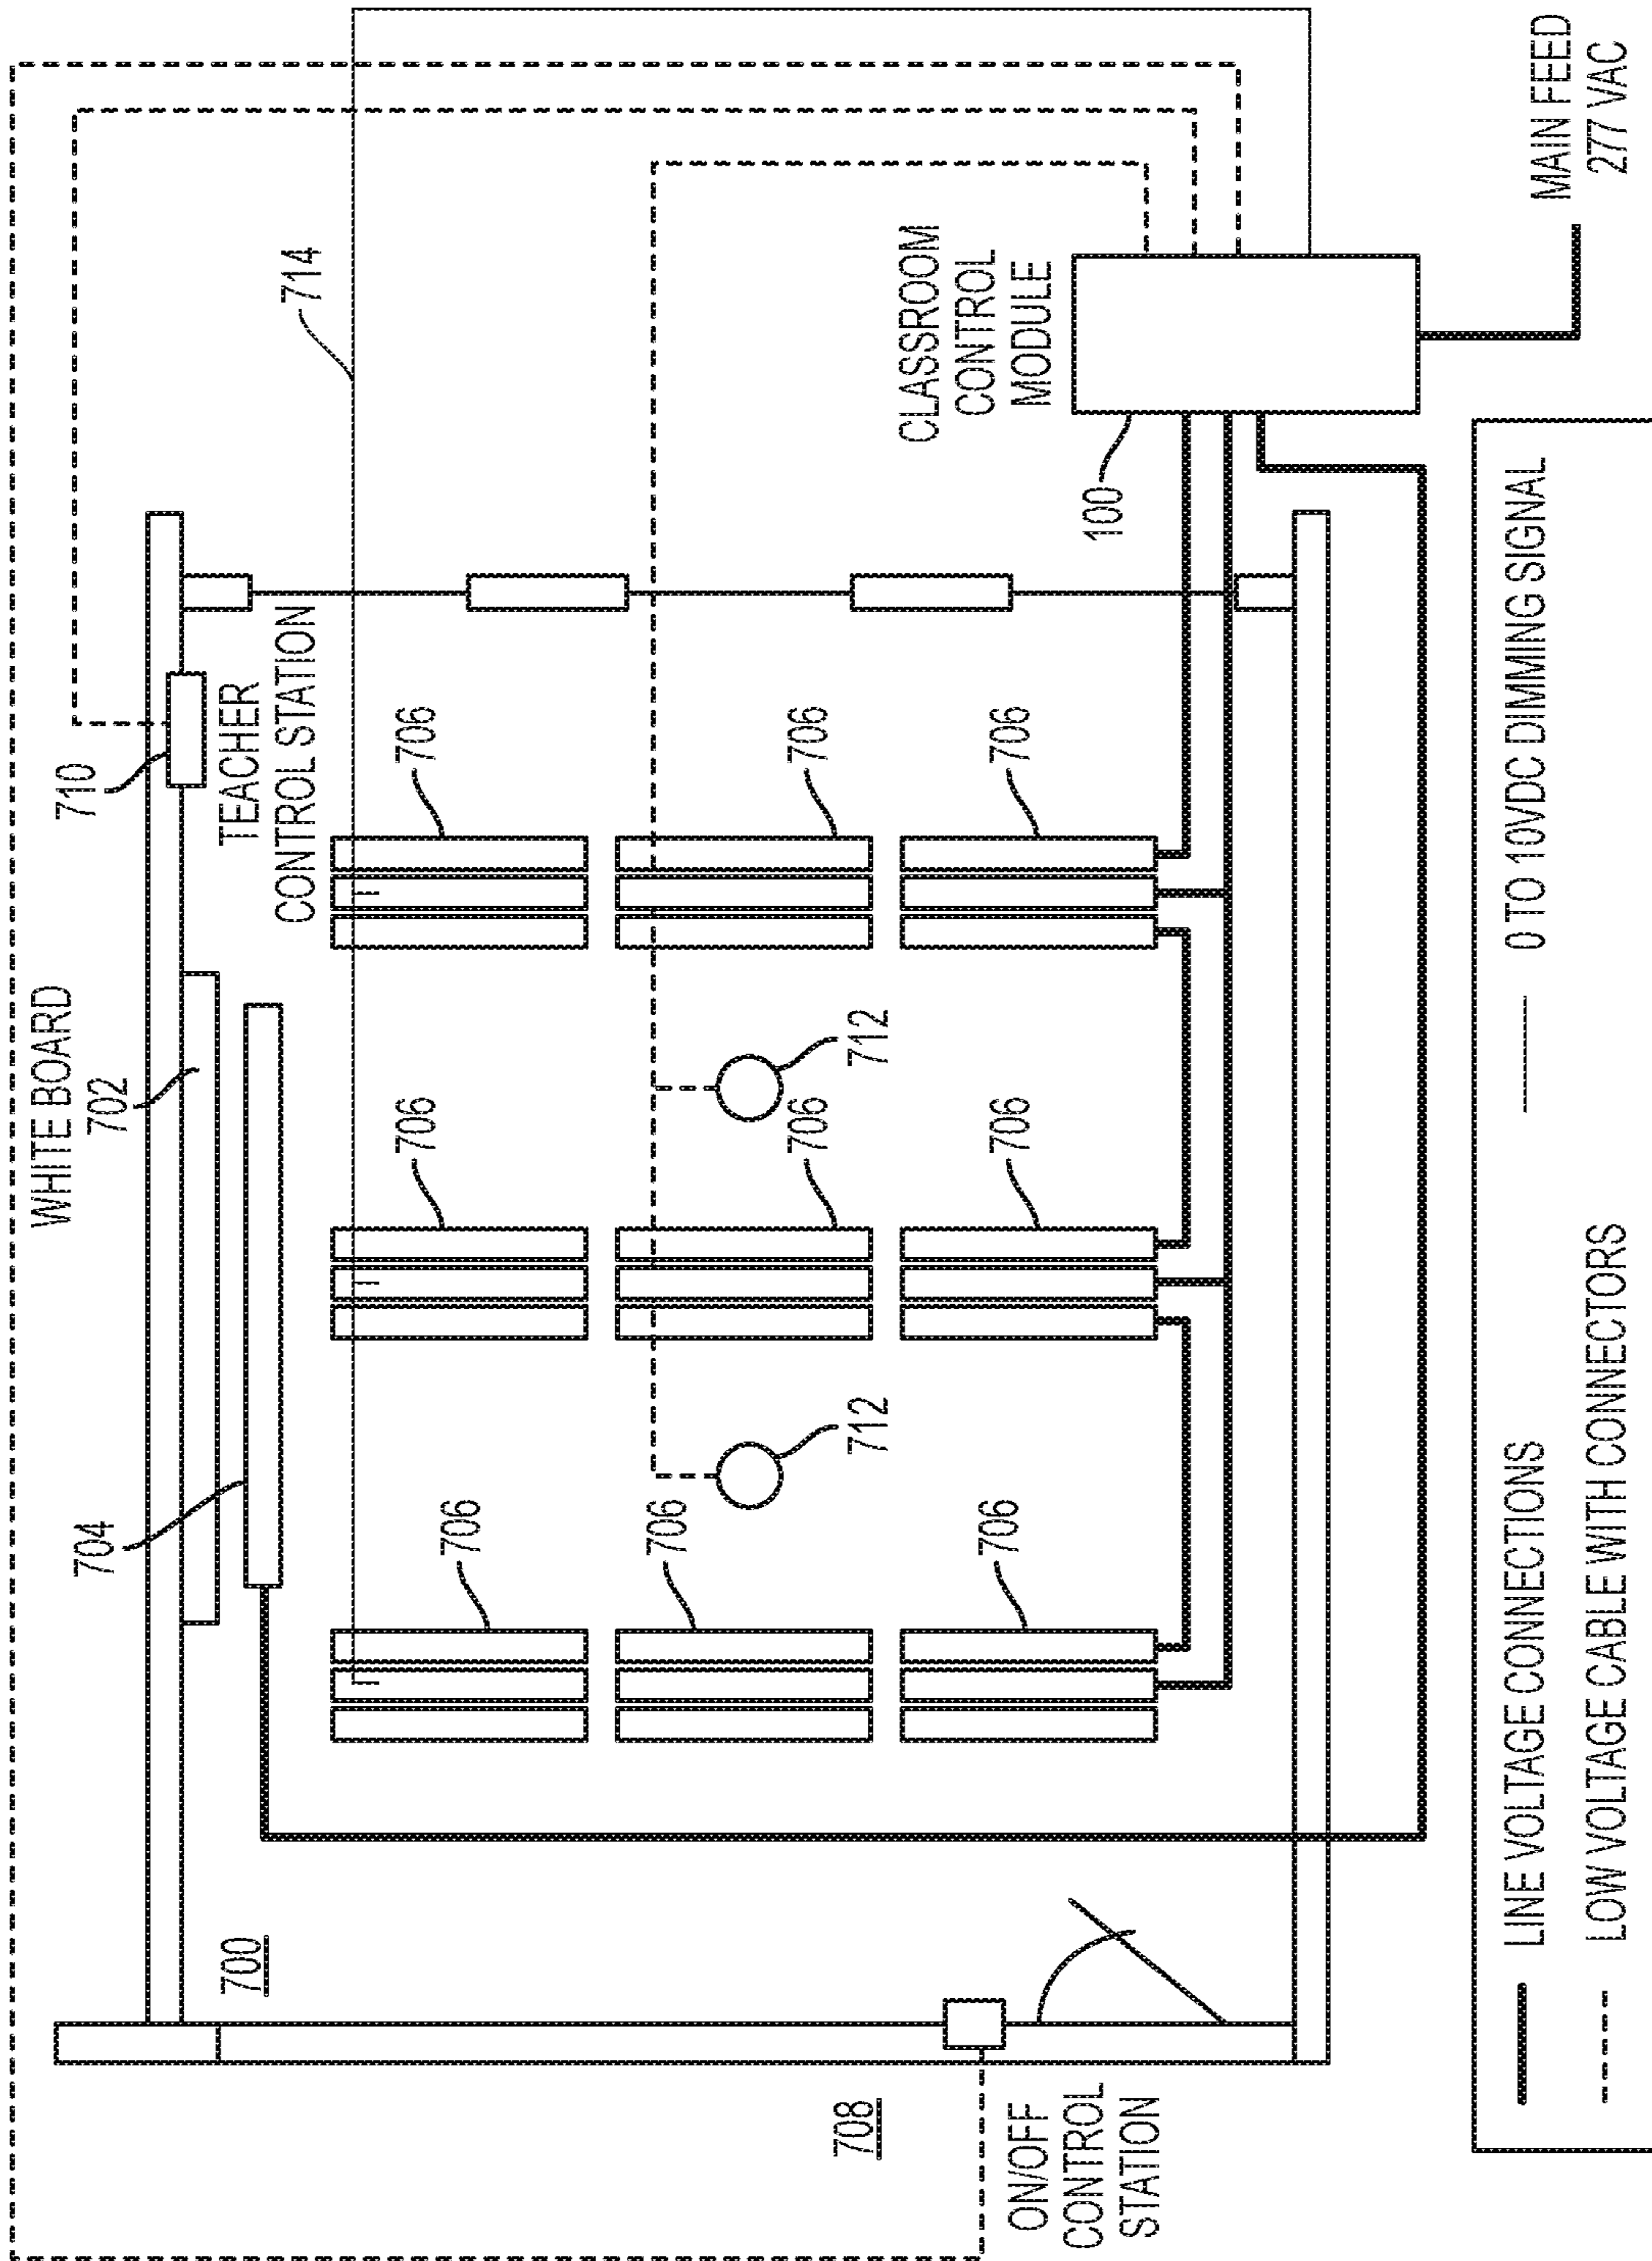 WHITE BOARD
702
704
710
TEACHER
CONTROL STATION
714
700
706
706
706
706
706
706
706
706
706
712
712
708
ON/OFF
CONTROL
STATION
CLASSROOM
CONTROL
MODULE
100
MAIN FEED
277 VAC
LINE VOLTAGE CONNECTIONS
0 TO 10VDC DIMMING SIGNAL
LOW VOLTAGE CABLE WITH CONNECTORS